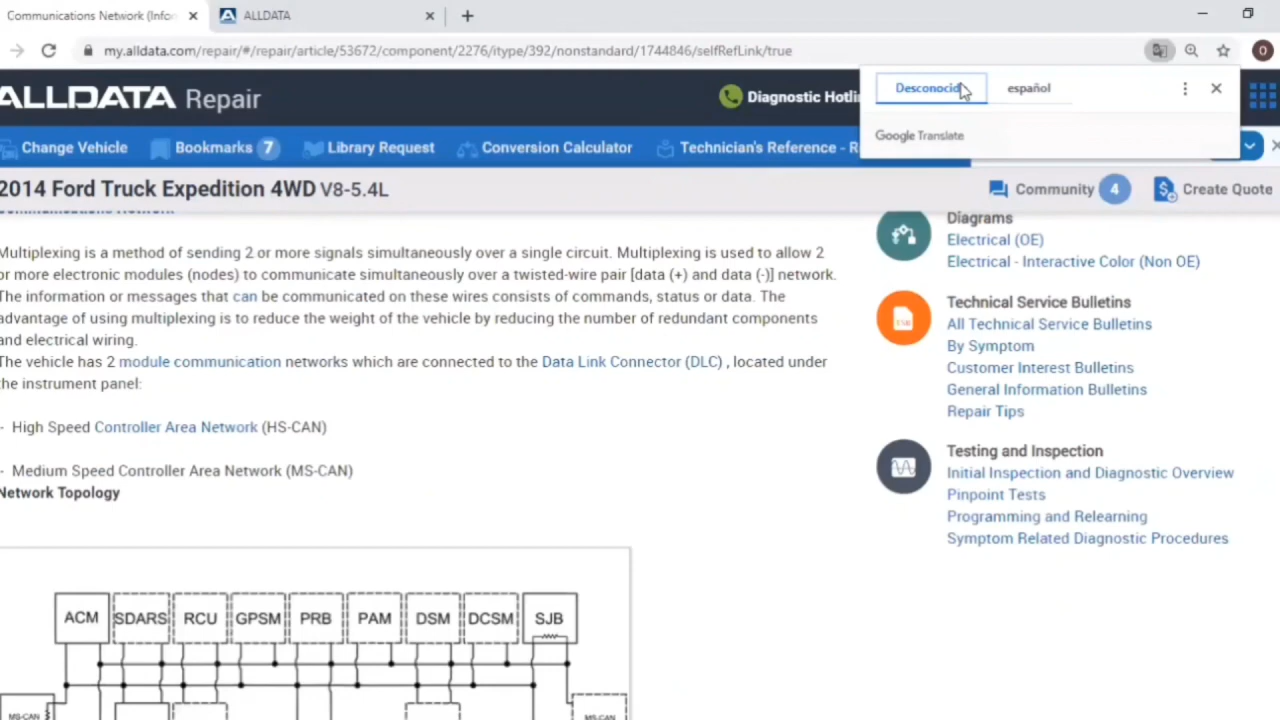 Communications Network (Infor
ALLDATA
my.alldata.com/repair/#/repair/article/53672/component/2276/itype/392/nonstandard/1744846/selfRefLink/true
O
ALLDATA Repair
Diagnostic Hotlin
Desconocid
español
Google Translate
Change Vehicle
Bookmarks 7
Library Request
Conversion Calculator
Technician's Reference - R
2014 Ford Truck Expedition 4WD V8-5.4L
Community 4
Create Quote
Communications Network
Multiplexing is a method of sending 2 or more signals simultaneously over a single circuit. Multiplexing is used to allow 2
or more electronic modules (nodes) to communicate simultaneously over a twisted-wire pair [data (+) and data (-)] network.
The information or messages that can be communicated on these wires consists of commands, status or data. The
advantage of using multiplexing is to reduce the weight of the vehicle by reducing the number of redundant components
and electrical wiring.
The vehicle has 2 module communication networks which are connected to the Data Link Connector (DLC) , located under
the instrument panel:
- High Speed Controller Area Network (HS-CAN)
- Medium Speed Controller Area Network (MS-CAN)
Network Topology
Diagrams
Electrical (OE)
Electrical - Interactive Color (Non OE)
TSB
Technical Service Bulletins
All Technical Service Bulletins
By Symptom
Customer Interest Bulletins
General Information Bulletins
Repair Tips
Testing and Inspection
Initial Inspection and Diagnostic Overview
Pinpoint Tests
Programming and Relearning
Symptom Related Diagnostic Procedures
ACM SDARS RCU GPSM PRB PAM DSM DCSM SJB
MS-CAN
MS-CAN